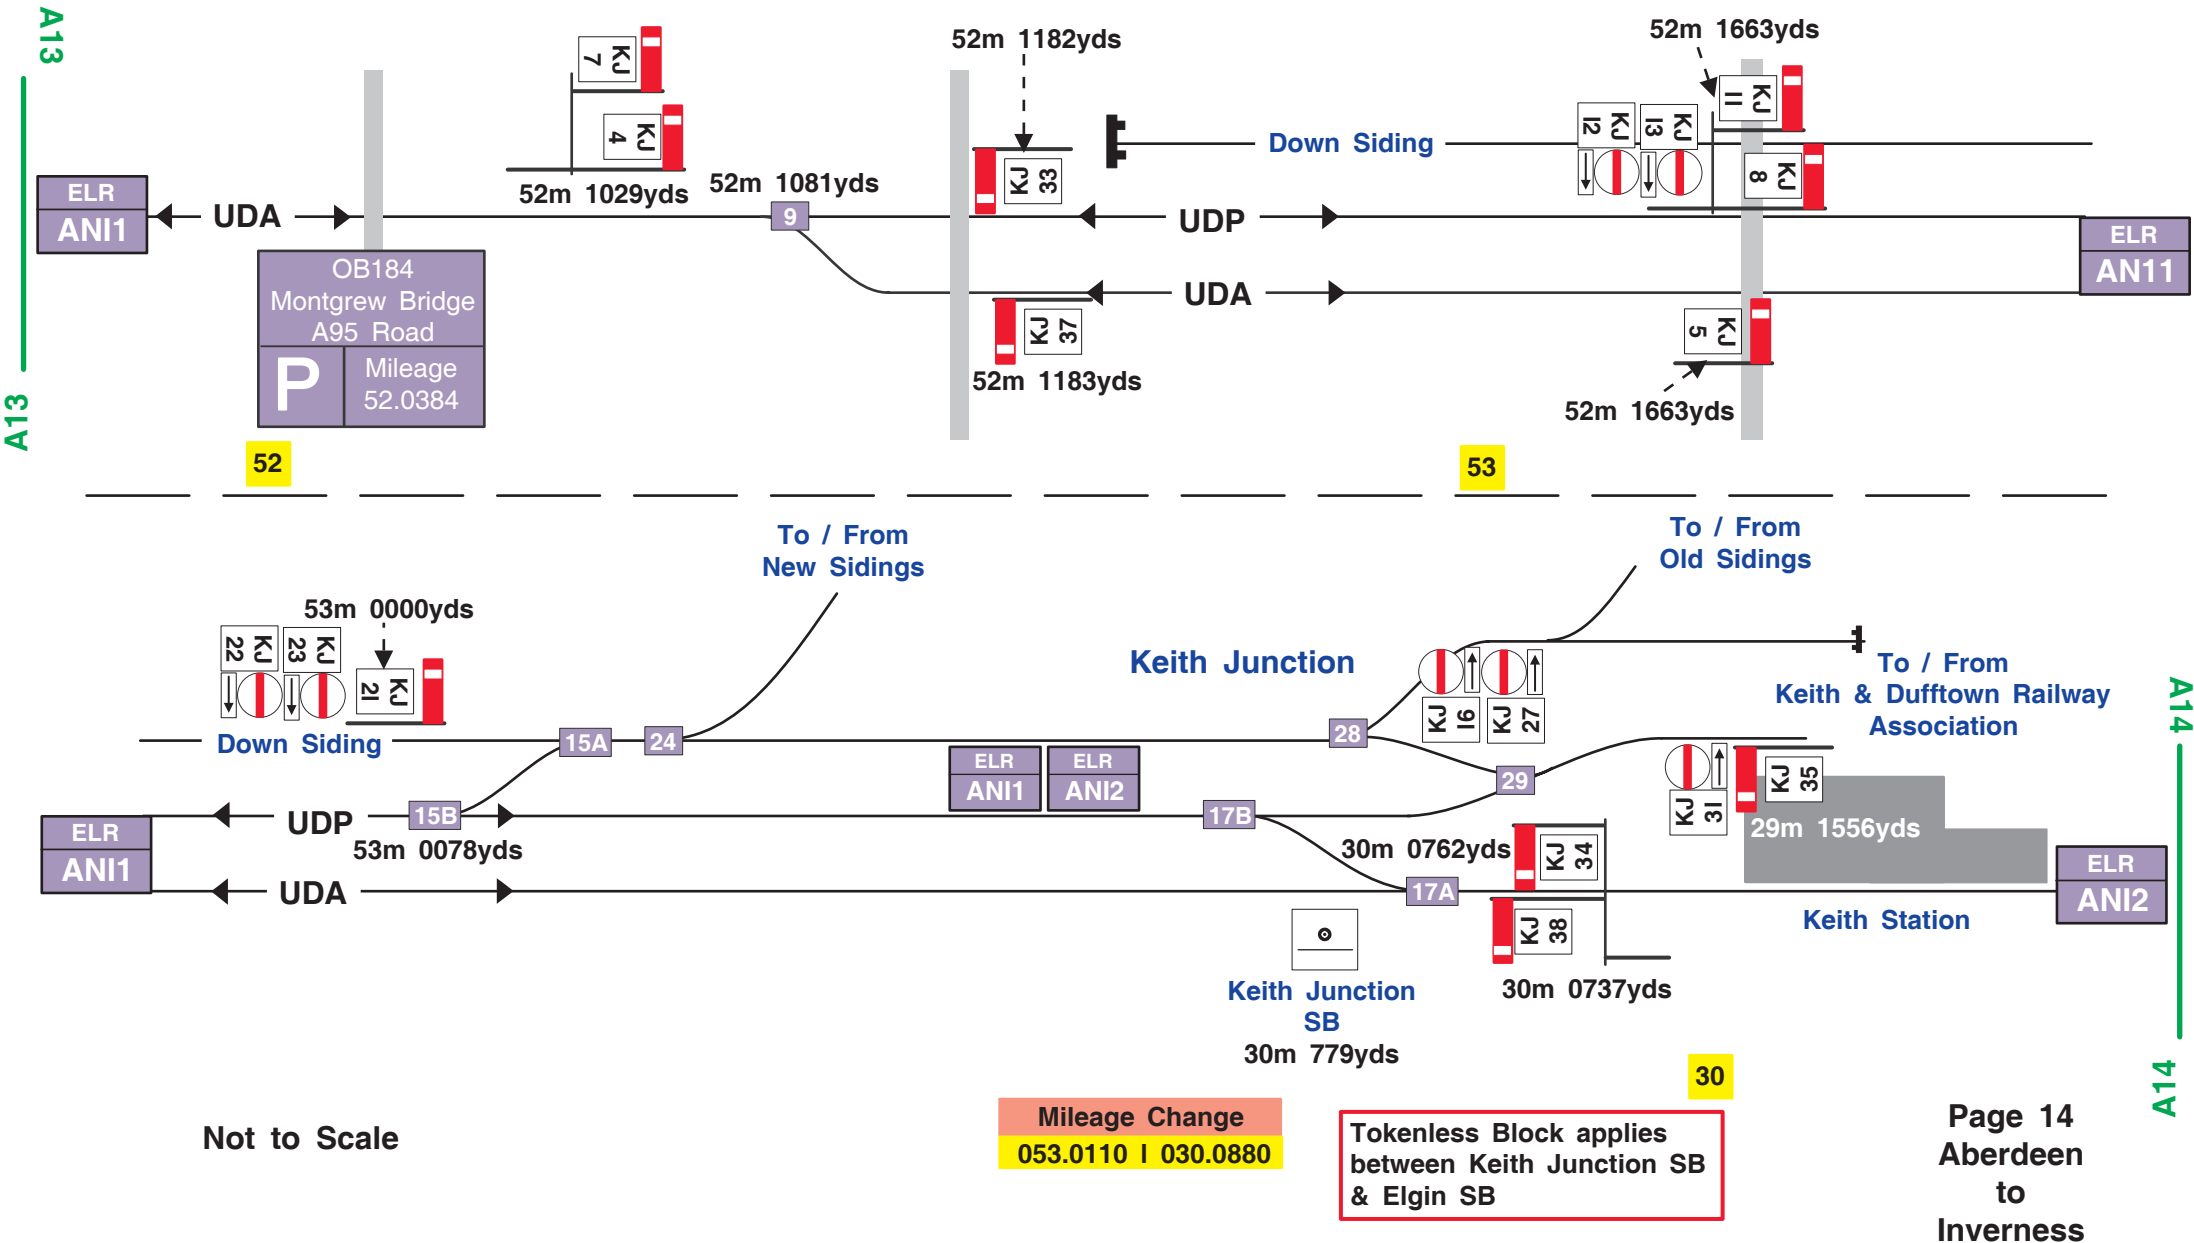 A13
A13
KJ
7
KJ
4
52m 1029yds
52m 1081yds
52m 1182yds
KJ
33
52m 1663yds
KJ
II
KJ
I2
KJ
I3
KJ
8
Down Siding
ELR
ANI1
UDA
9
UDP
UDA
ELR
AN11
OB184
Montgrew Bridge
A95 Road
P
Mileage
52.0384
KJ
37
52m 1183yds
KJ
5
52m 1663yds
52
53
To / From
New Sidings
To / From
Old Sidings
53m 0000yds
KJ
22
KJ
23
KJ
2I
Keith Junction
To / From
Keith & Dufftown Railway
Association
A14
Down Siding
15A
24
28
KJ
I6
KJ
27
ELR
ANI1
ELR
ANI2
29
KJ
3I
KJ
35
29m 1556yds
ELR
ANI1
UDP
15B
53m 0078yds
17B
30m 0762yds
KJ
34
UDA
17A
KJ
38
30m 0737yds
Keith Station
ELR
ANI2
Keith Junction
SB
30m 779yds
30
A14
Not to Scale
Mileage Change
053.0110 I 030.0880
Tokenless Block applies
between Keith Junction SB
& Elgin SB
Page 14
Aberdeen
to
Inverness